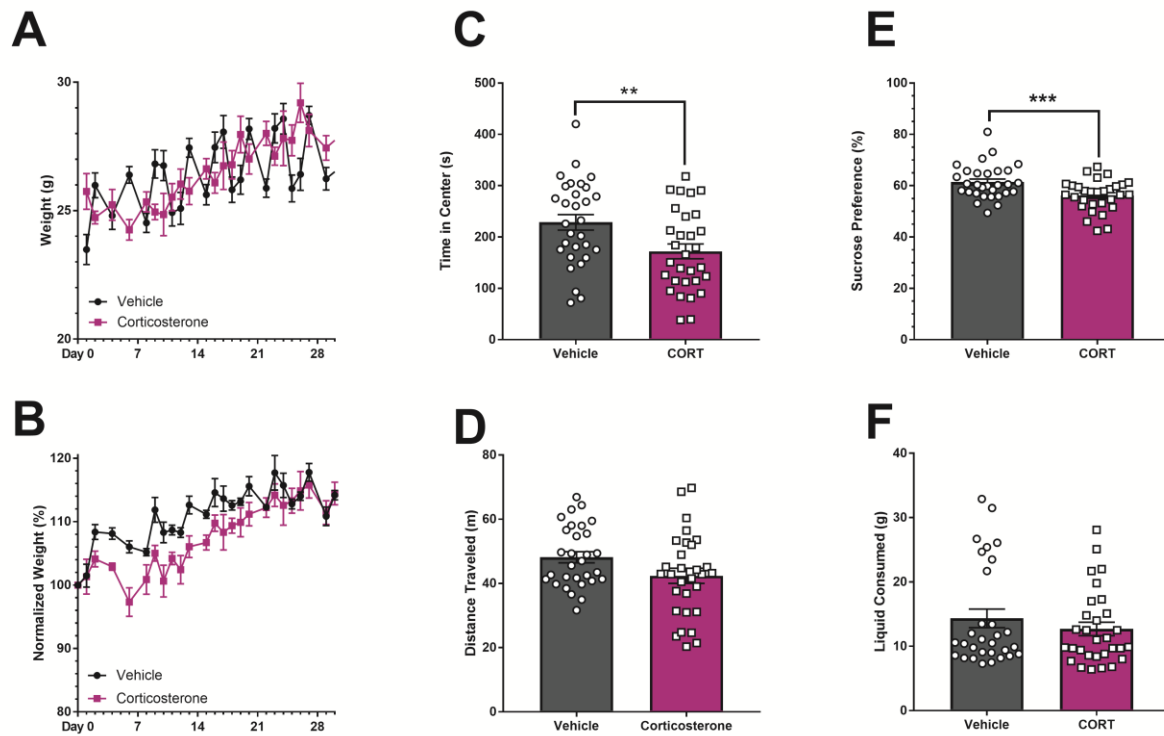 A
30
25
20
Weight (g)
Vehicle
Corticosterone
Day 0 7 14 21 28
B
120
110
100
90
80
Normalized Weight (%)
Vehicle
Corticosterone
Day 0 7 14 21 28
C
500
400
300
200
100
0
Time in Center (s)
**
Vehicle CORT
D
80
60
40
20
0
Distance Traveled (m)
Vehicle Corticosterone
E
100
80
60
40
20
0
Sucrose Preference (%)
***
Vehicle CORT
F
40
30
20
10
0
Liquid Consumed (g)
Vehicle CORT